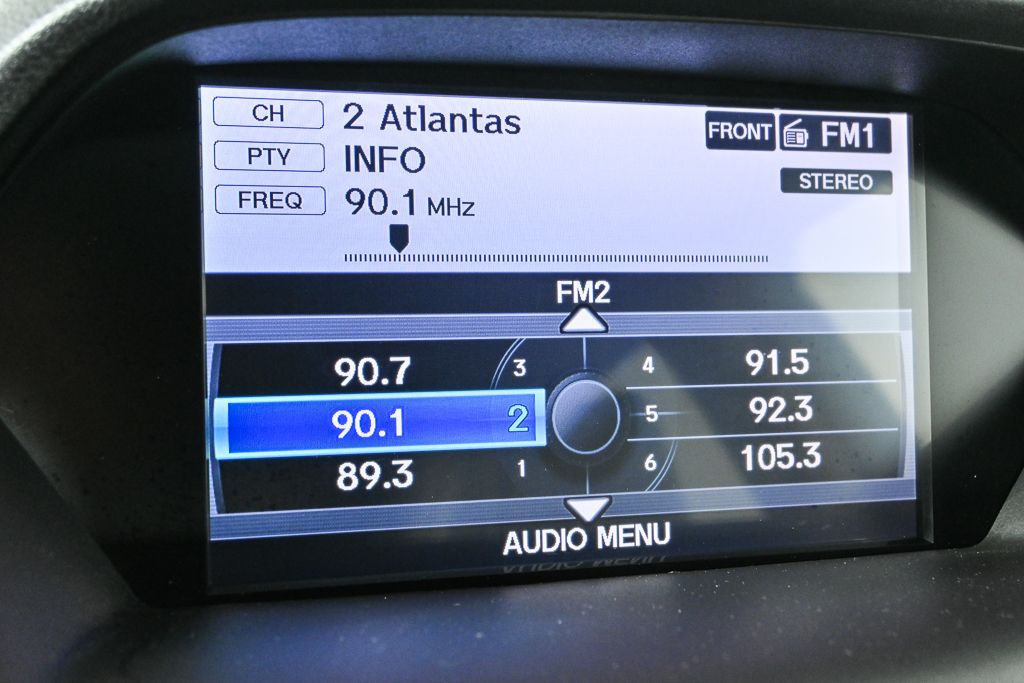 CH 2 Atlantas FRONT FM1
PTY INFO STEREO
FREQ 90.1 MHz
FM2
90.7 3 4 91.5
90.1 2 5 92.3
89.3 1 6 105.3
AUDIO MENU